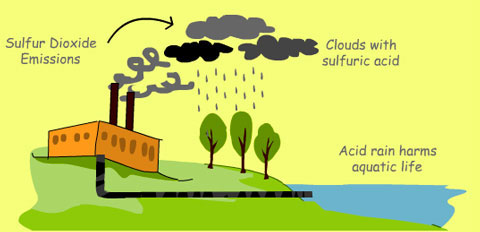 Sulfur Dioxide
Emissions
Clouds with
sulfuric acid
Acid rain harms
aquatic life